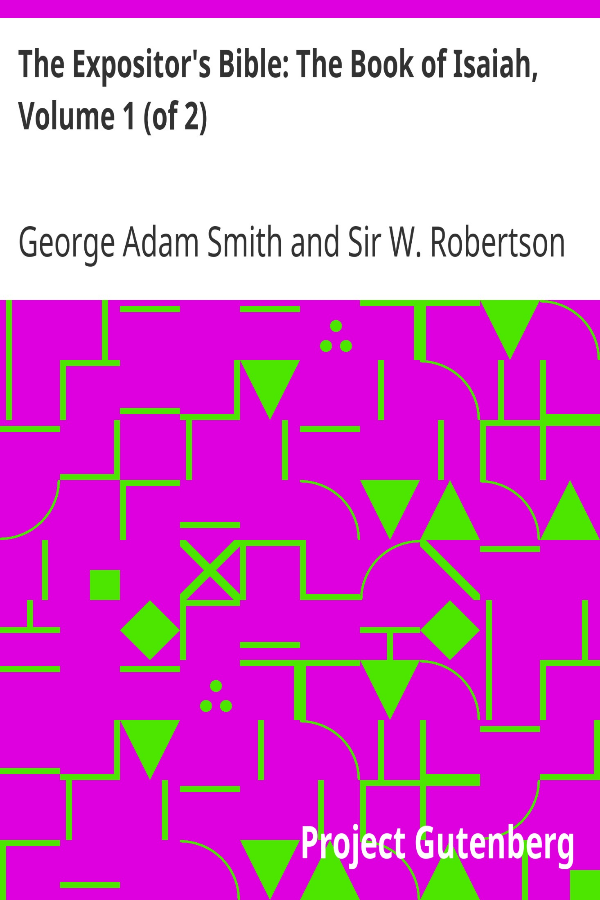 The Expositor's Bible: The Book of Isaiah,
Volume 1 (of 2)
George Adam Smith and Sir W. Robertson
Project Gutenberg